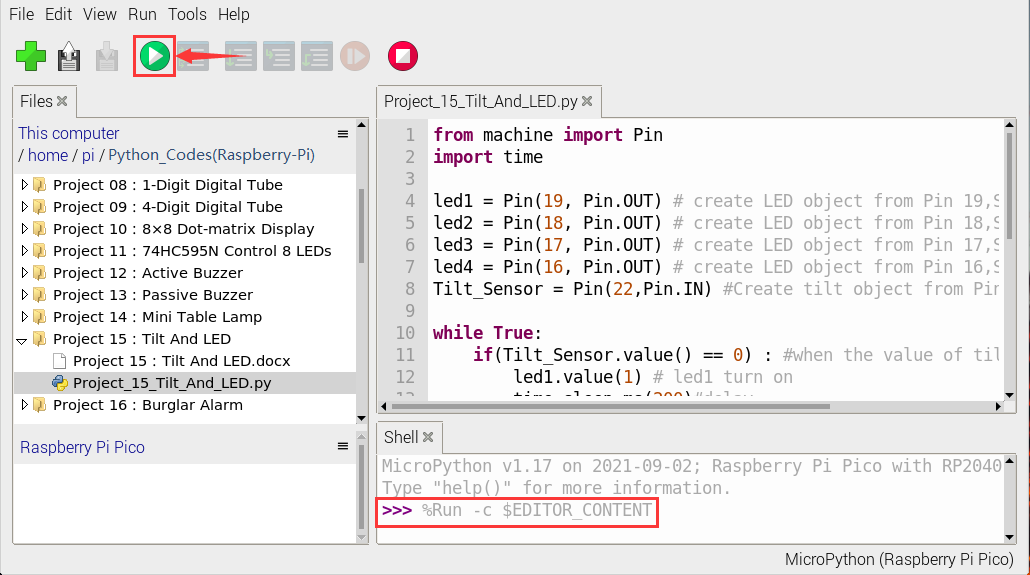 File Edit View Run Tools Help
Files
This computer
/ home / pi / Python_Codes(Raspberry-Pi)
Project 08 : 1-Digit Digital Tube
Project 09 : 4-Digit Digital Tube
Project 10 : 8×8 Dot-matrix Display
Project 11 : 74HC595N Control 8 LEDs
Project 12 : Active Buzzer
Project 13 : Passive Buzzer
Project 14 : Mini Table Lamp
Project 15 : Tilt And LED
Project 15 : Tilt And LED.docx
Project_15_Tilt_And_LED.py
Project 16 : Burglar Alarm
Raspberry Pi Pico
Project_15_Tilt_And_LED.py
1 from machine import Pin
2 import time
3
4 led1 = Pin(19, Pin.OUT) # create LED object from Pin 19,S
5 led2 = Pin(18, Pin.OUT) # create LED object from Pin 18,S
6 led3 = Pin(17, Pin.OUT) # create LED object from Pin 17,S
7 led4 = Pin(16, Pin.OUT) # create LED object from Pin 16,S
8 Tilt_Sensor = Pin(22,Pin.IN) #Create tilt object from Pin
9
10 while True:
11 if(Tilt_Sensor.value() == 0) : #when the value of til
12 led1.value(1) # led1 turn on
13 time.sleep_ms(200)#delay
Shell
MicroPython v1.17 on 2021-09-02; Raspberry Pi Pico with RP2040
Type "help()" for more information.
>>> %Run -c $EDITOR_CONTENT
MicroPython (Raspberry Pi Pico)